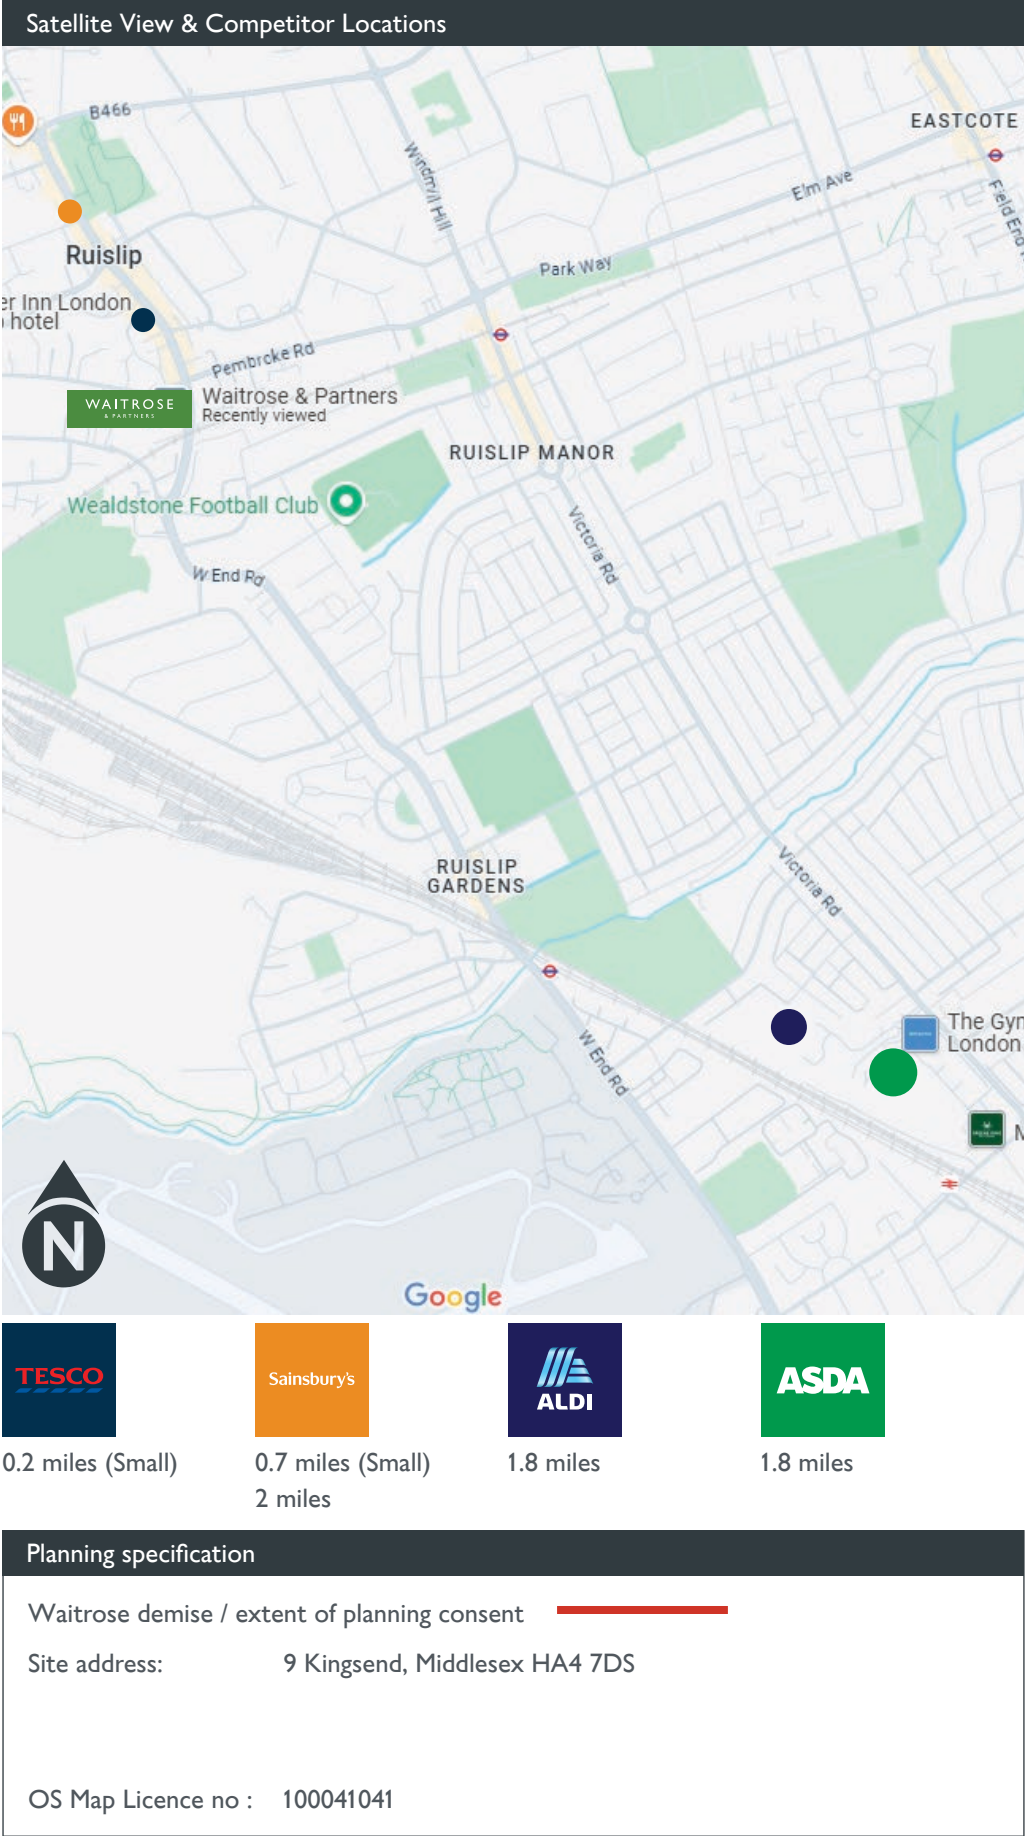 Satellite View & Competitor Locations
B466
EASTCOTE
Windmill Hill
Elm Ave
Field End
Ruislip
Park Way
er Inn London
hotel
Pembroke Rd
WAITROSE
& PARTNERS
Waitrose & Partners
Recently viewed
RUISLIP MANOR
Wealdstone Football Club
Victoria Rd
W End Rd
RUISLIP
GARDENS
Victoria Rd
The Gym
London
W End Rd
M
N
Google
TESCO
Sainsbury's
ALDI
ASDA
0.2 miles (Small)
0.7 miles (Small)
1.8 miles
1.8 miles
2 miles
Planning specification
Waitrose demise / extent of planning consent
Site address: 9 Kingsend, Middlesex HA4 7DS
OS Map Licence no : 100041041